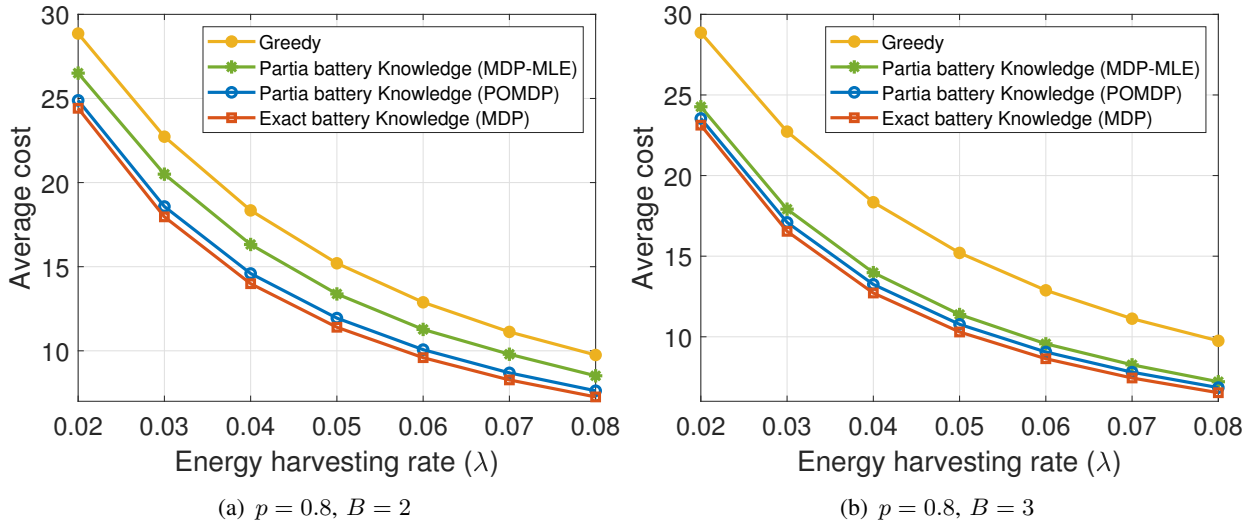 30
25
20
15
10
Average cost
Greedy
Partia battery Knowledge (MDP-MLE)
Partia battery Knowledge (POMDP)
Exact battery Knowledge (MDP)
0.02 0.03 0.04 0.05 0.06 0.07 0.08
Energy harvesting rate (λ)
(a) p = 0.8, B = 2
30
25
20
15
10
Average cost
Greedy
Partia battery Knowledge (MDP-MLE)
Partia battery Knowledge (POMDP)
Exact battery Knowledge (MDP)
0.02 0.03 0.04 0.05 0.06 0.07 0.08
Energy harvesting rate (λ)
(b) p = 0.8, B = 3